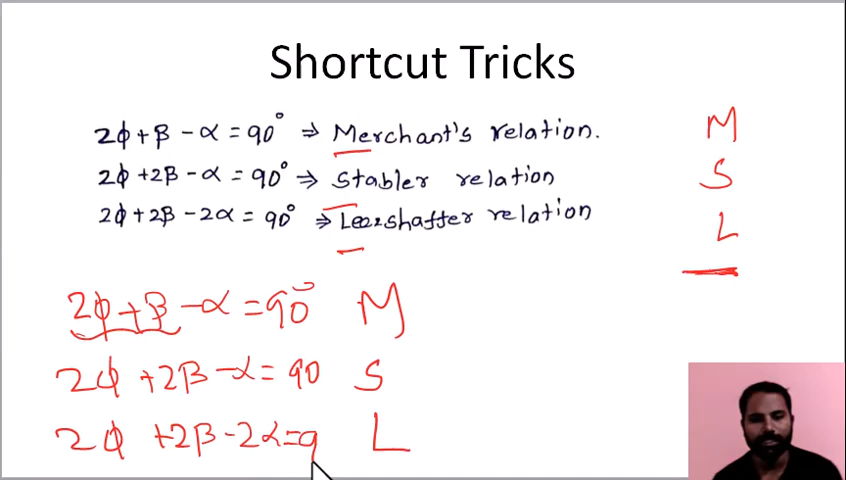 Shortcut Tricks
2ϕ+β-α=90° ⇒ Merchant's relation.
2ϕ+2β-α=90° ⇒ Stabler relation
2ϕ+2β-2α=90° ⇒ Leeshaffer relation
M
S
L
2ϕ+β-α=90° M
2ϕ+2β-α=90 S
2ϕ+2β-2α=9 L